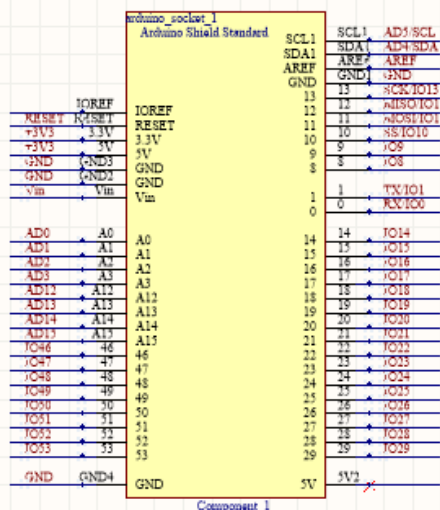 arduino_socket_1
Arduino Shield Standard
SCL1 SCL1 AD5/SCL
SDA1 SDA1 AD4/SDA
AREF AREF AREF
GND GND1 GND
13 13 SCK/IO13
IOREF IOREF 12 12 MISO/IO1
RESET RESET RESET 11 11 MOSI/IO1
+3V3 3.3V 3.3V 10 10 SS/IO10
+3V3 5V 5V 9 9 IO9
GND GND3 GND 8 8 IO8
GND GND2 GND
Vin Vin Vin 1 1 TX/IO1
0 0 RX/IO0
AD0 A0 A0 14 14 IO14
AD1 A1 A1 15 15 IO15
AD2 A2 A2 16 16 IO16
AD3 A3 A3 17 17 IO17
AD12 A12 A12 18 18 IO18
AD13 A13 A13 19 19 IO19
AD14 A14 A14 20 20 IO20
AD15 A15 A15 21 21 IO21
IO46 46 46 22 22 IO22
IO47 47 47 23 23 IO23
IO48 48 48 24 24 IO24
IO49 49 49 25 25 IO25
IO50 50 50 26 26 IO26
IO51 51 51 27 27 IO27
IO52 52 52 28 28 IO28
IO53 53 53 29 29 IO29
GND GND4 GND 5V 5V2
Component_1